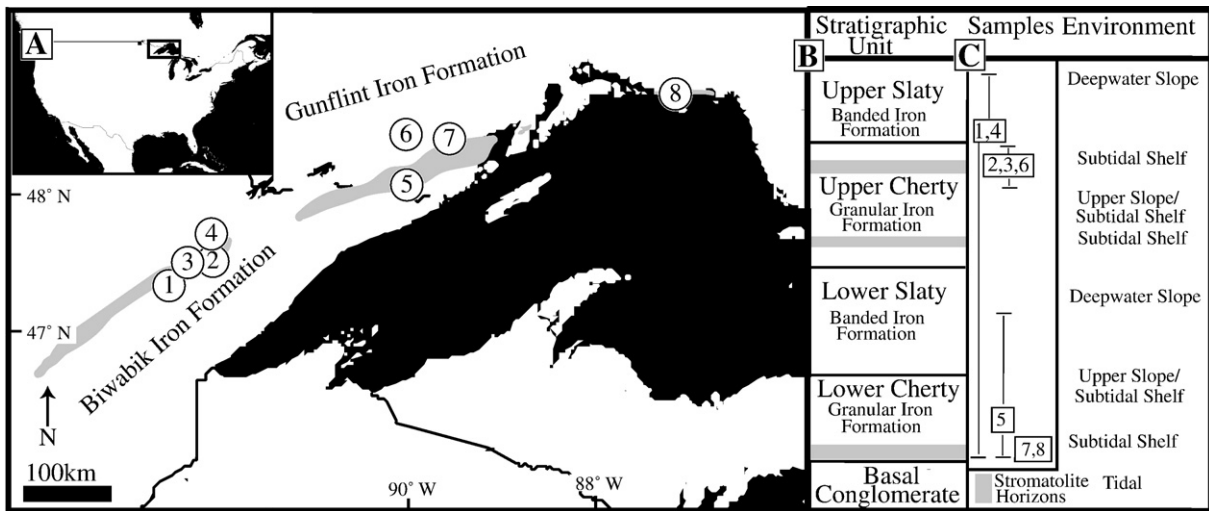 A
Gunflint Iron Formation
Biwabik Iron Formation
48° N
47° N
90° W
88° W
N
100km
1
2
3
4
5
6
7
8
B
Stratigraphic
Unit
Upper Slaty
Banded Iron
Formation
Upper Cherty
Granular Iron
Formation
Lower Slaty
Banded Iron
Formation
Lower Cherty
Granular Iron
Formation
Basal
Conglomerate
C
Samples Environment
1,4
2,3,6
5
7,8
Deepwater Slope
Subtidal Shelf
Upper Slope/
Subtidal Shelf
Subtidal Shelf
Deepwater Slope
Upper Slope/
Subtidal Shelf
Subtidal Shelf
Tidal
Stromatolite
Horizons